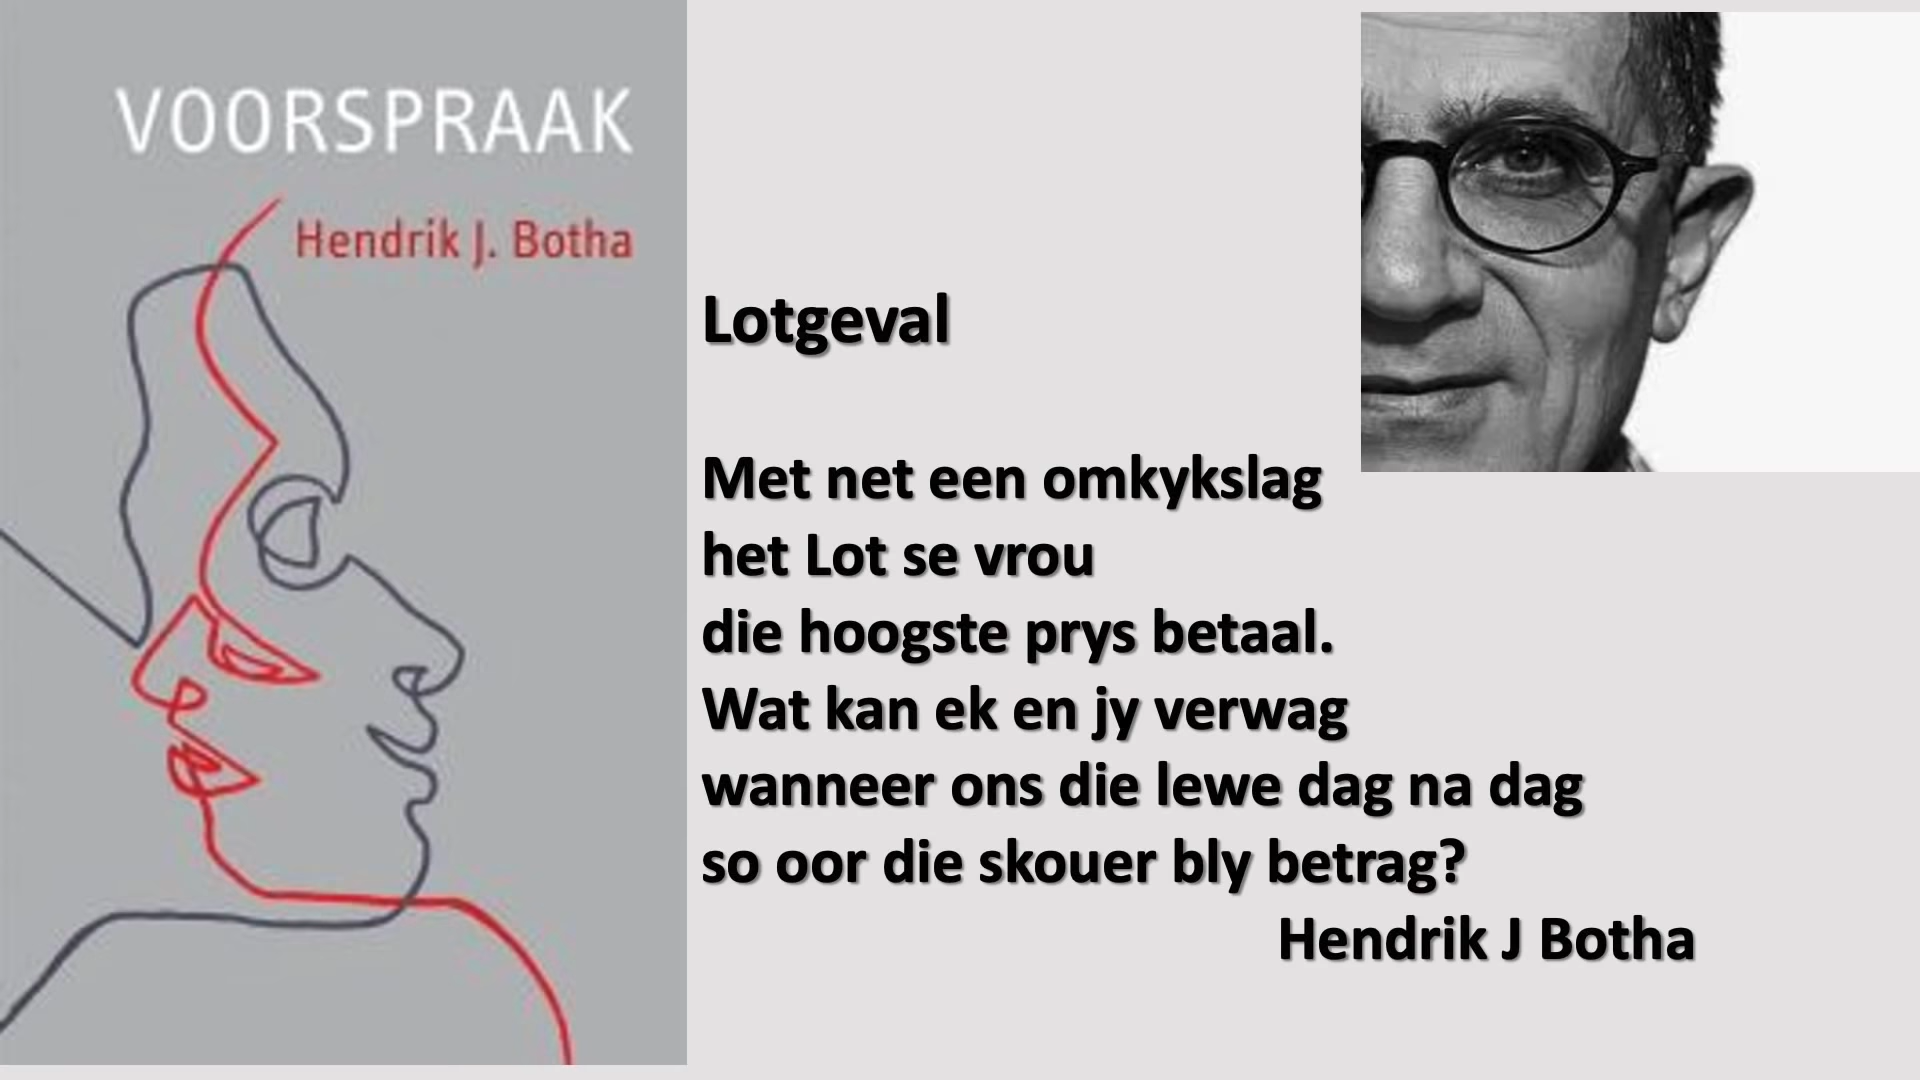 VOORSPRAAK
Hendrik J. Botha
Lotgeval
Met net een omkykslag
het Lot se vrou
die hoogste prys betaal.
Wat kan ek en jy verwag
wanneer ons die lewe dag na dag
so oor die skouer bly betrag?
Hendrik J Botha